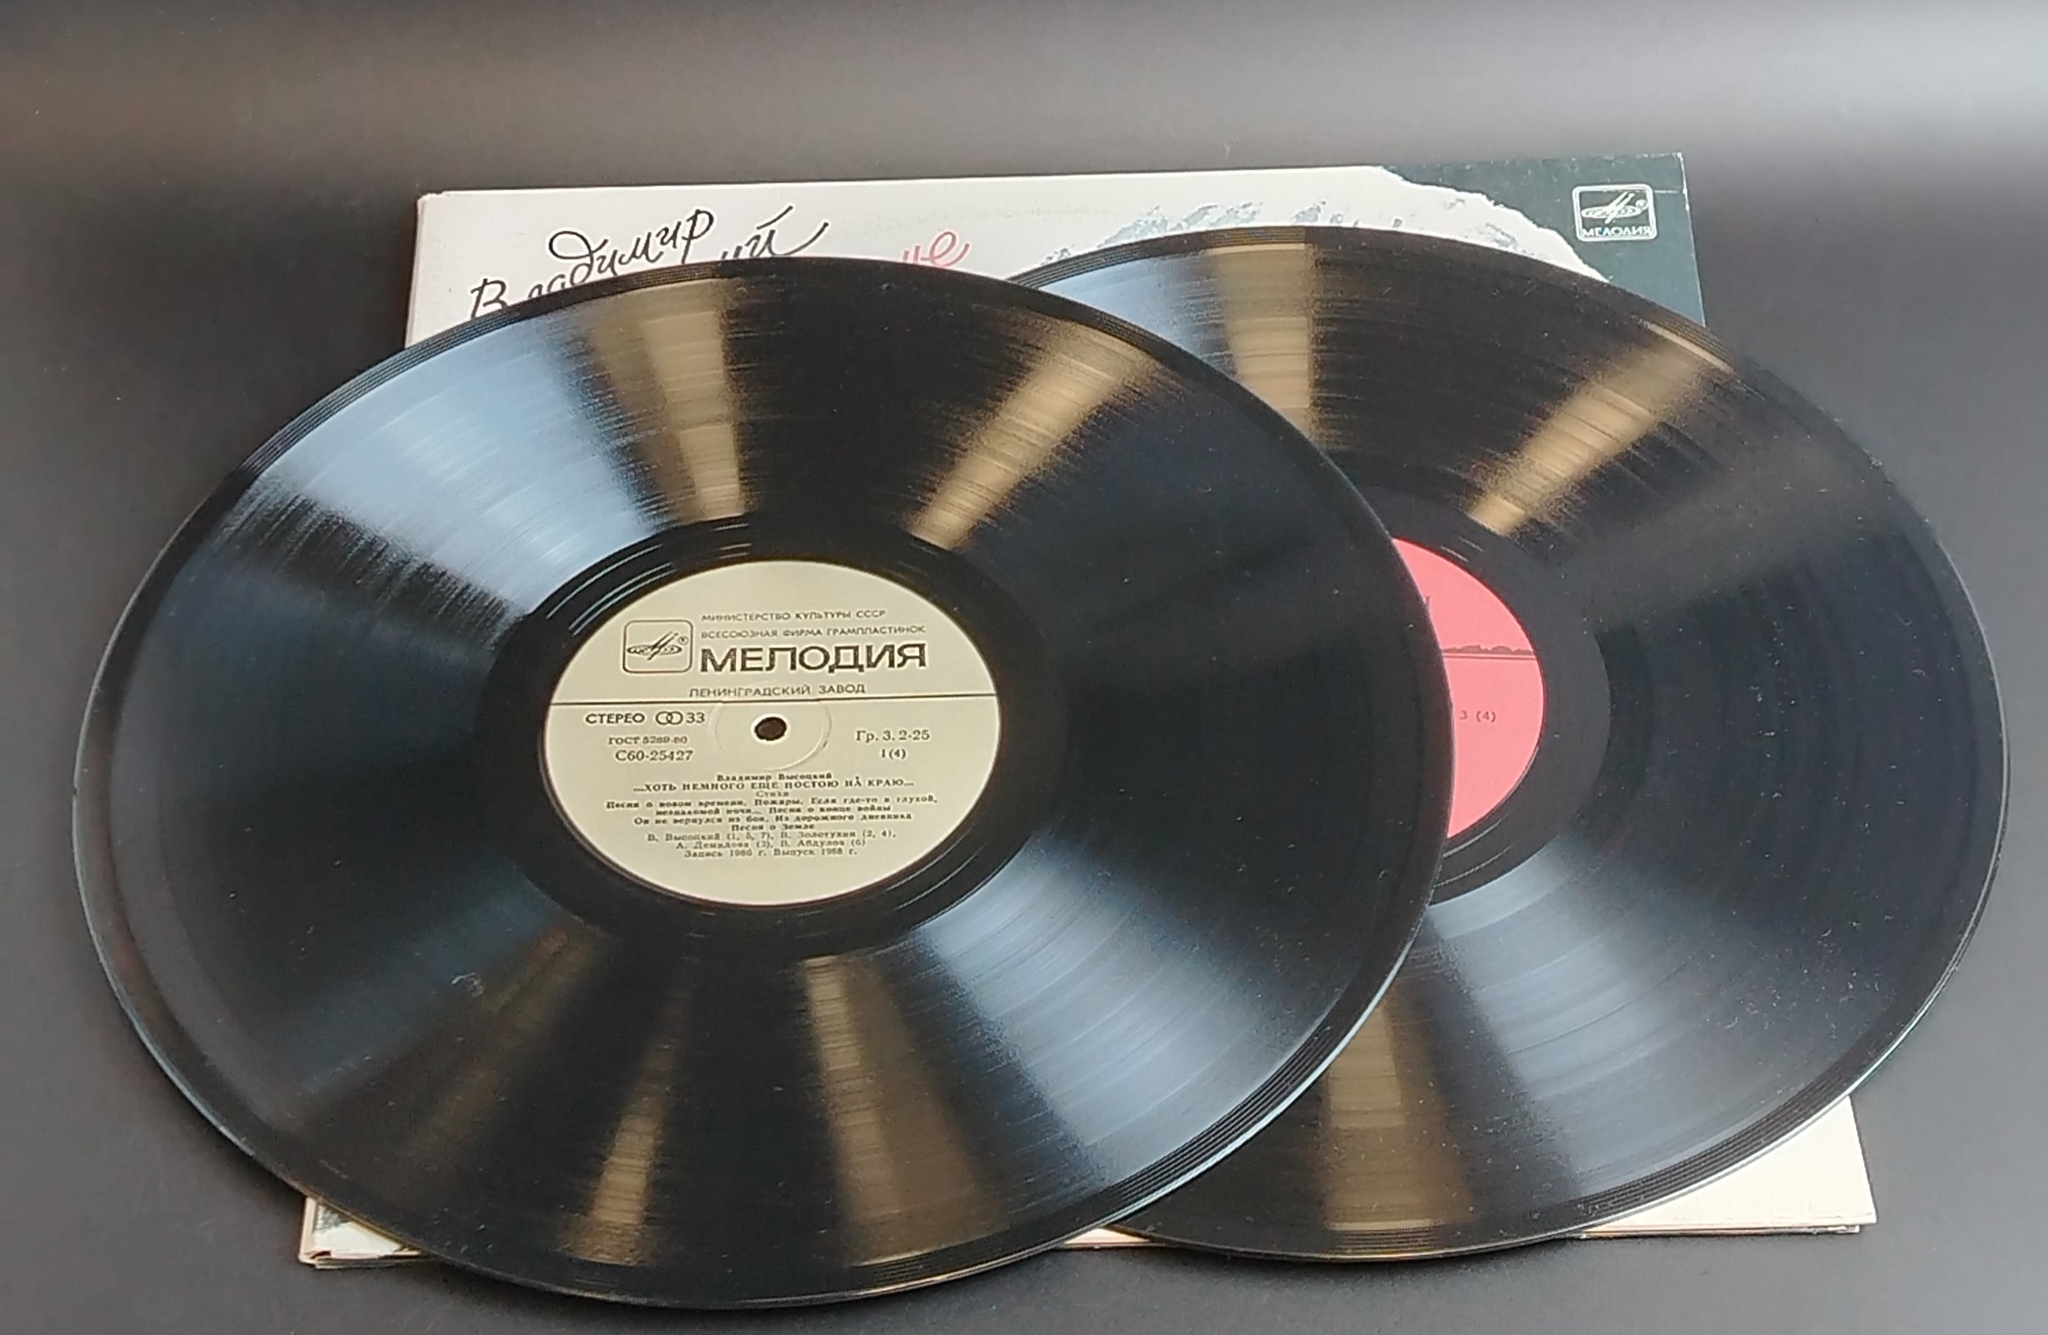 Владимир
МЕЛОДИЯ
МИНИСТЕРСТВО КУЛЬТУРЫ СССР
ВСЕСОЮЗНАЯ ФИРМА ГРАМПЛАСТИНОК
МЕЛОДИЯ
ЛЕНИНГРАДСКИЙ ЗАВОД
СТЕРЕО 33
ГОСТ 5289-80
Гр. 3. 2-25
С60-25427
1(4)
Владимир Высоцкий
...ХОТЬ НЕМНОГО ЕЩЕ ПОСТОЮ НА КРАЮ...
Стихи
Песня о новом времени. Пожары. Если где-то в глухой,
незнакомой ночи... Песня о конце войны
Он не вернулся из боя. Из дорожного дневника
Песня о Земле
В. Высоцкий (1, 5, 7), В. Золотухин (2, 4),
А. Демидова (3), В. Абдулов (6)
Запись 1986 г. Выпуск 1988 г.
3 (4)